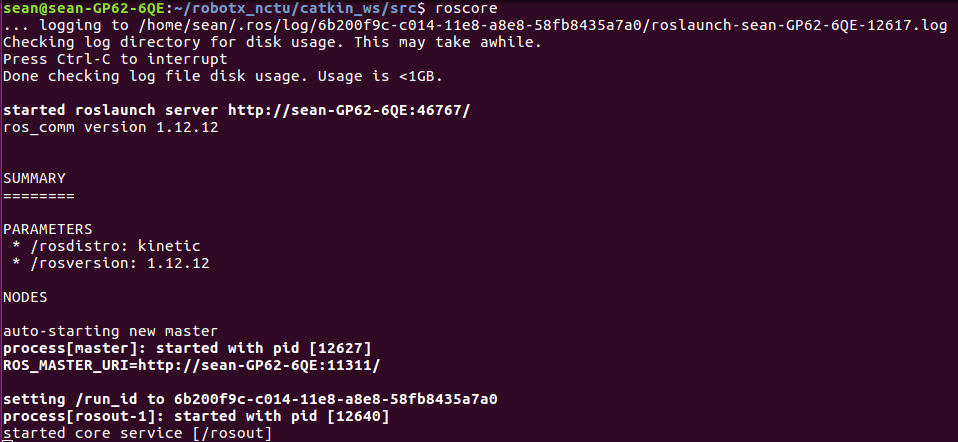 sean@sean-GP62-6QE:~/robotx_nctu/catkin_ws/src$ roscore
... logging to /home/sean/.ros/log/6b200f9c-c014-11e8-a8e8-58fb8435a7a0/roslaunch-sean-GP62-6QE-12617.log
Checking log directory for disk usage. This may take awhile.
Press Ctrl-C to interrupt
Done checking log file disk usage. Usage is <1GB.
started roslaunch server http://sean-GP62-6QE:46767/
ros_comm version 1.12.12
SUMMARY
========
PARAMETERS
* /rosdistro: kinetic
* /rosversion: 1.12.12
NODES
auto-starting new master
process[master]: started with pid [12627]
ROS_MASTER_URI=http://sean-GP62-6QE:11311/
setting /run_id to 6b200f9c-c014-11e8-a8e8-58fb8435a7a0
process[rosout-1]: started with pid [12640]
started core service [/rosout]